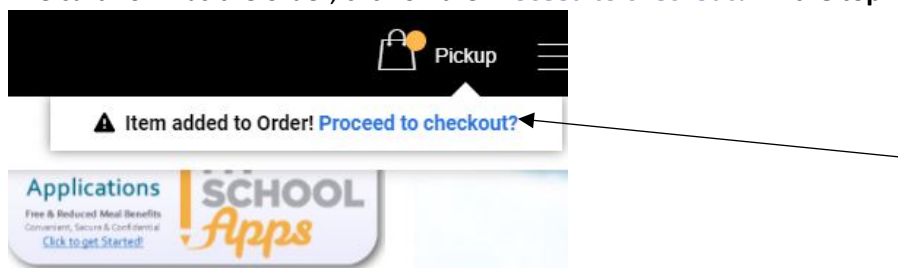 Pickup
Item added to Order! Proceed to checkout?
Applications
Free & Reduced Meal Benefits
Convenient, Secure & Confidential
Click to get Started!
SCHOOL
Apps